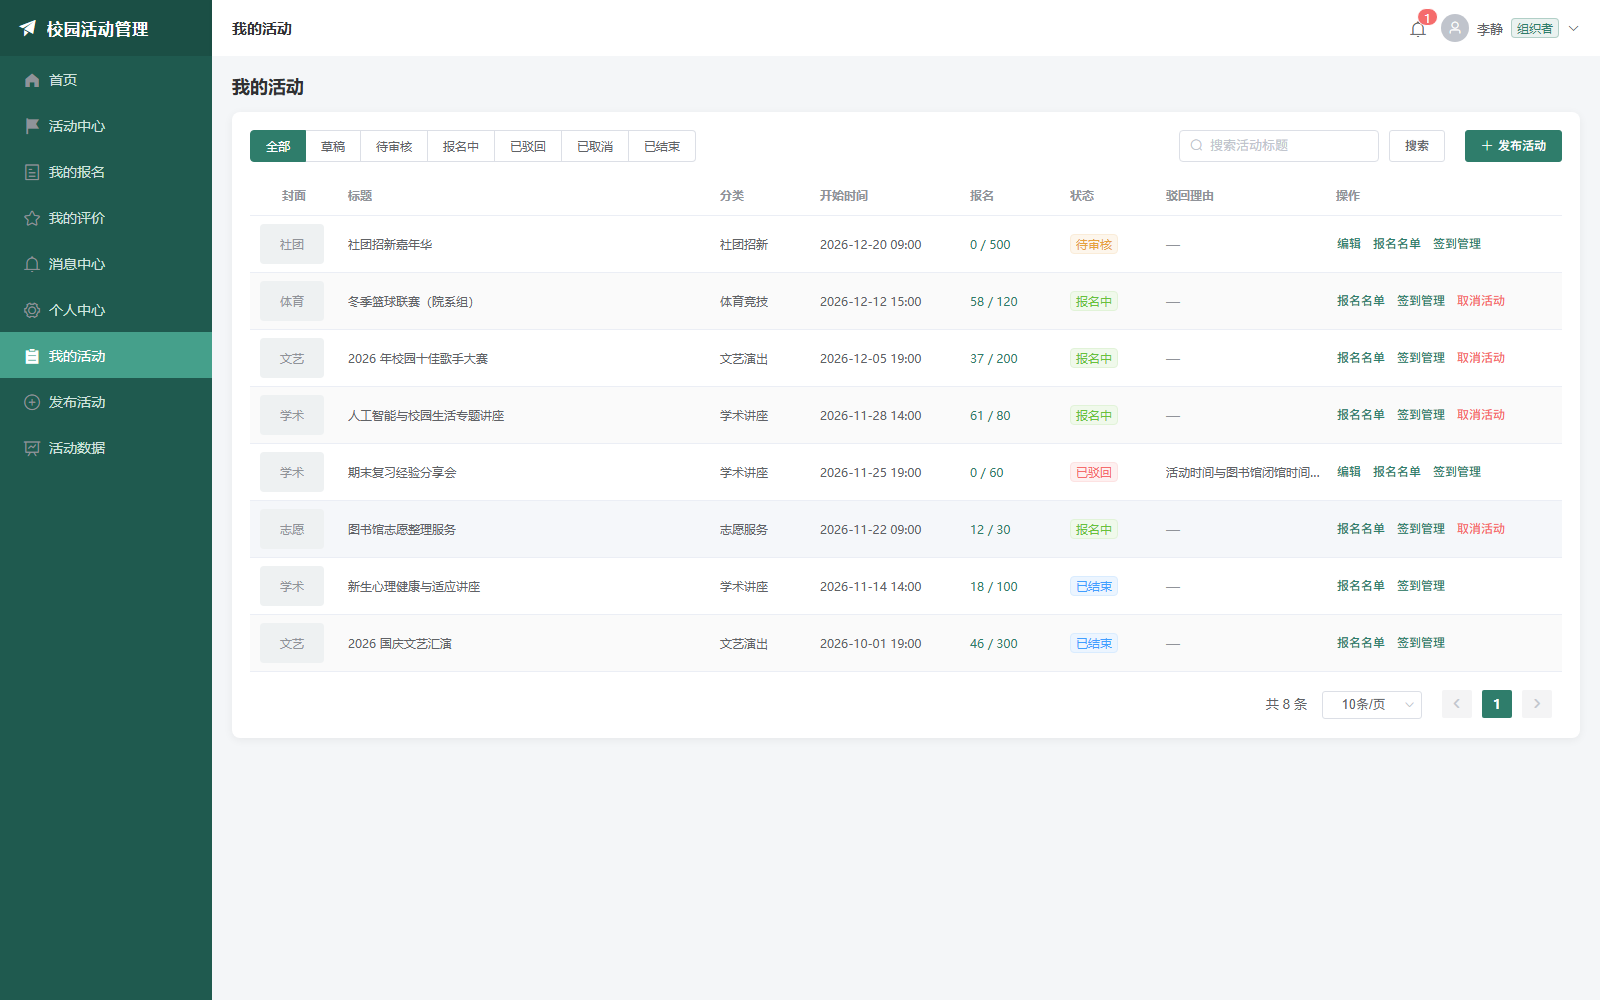 校园活动管理
首页
活动中心
我的报名
我的评价
消息中心
个人中心
我的活动
发布活动
活动数据
我的活动
1
李静 组织者
我的活动
全部 草稿 待审核 报名中 已驳回 已取消 已结束 搜索活动标题 搜索 发布活动
封面 标题 分类 开始时间 报名 状态 驳回理由 操作
社团 社团招新嘉年华 社团招新 2026-12-20 09:00 0 / 500 待审核 — 编辑 报名名单 签到管理
体育 冬季篮球联赛（院系组） 体育竞技 2026-12-12 15:00 58 / 120 报名中 — 报名名单 签到管理 取消活动
文艺 2026 年校园十佳歌手大赛 文艺演出 2026-12-05 19:00 37 / 200 报名中 — 报名名单 签到管理 取消活动
学术 人工智能与校园生活专题讲座 学术讲座 2026-11-28 14:00 61 / 80 报名中 — 报名名单 签到管理 取消活动
学术 期末复习经验分享会 学术讲座 2026-11-25 19:00 0 / 60 已驳回 活动时间与图书馆闭馆时间... 编辑 报名名单 签到管理
志愿 图书馆志愿整理服务 志愿服务 2026-11-22 09:00 12 / 30 报名中 — 报名名单 签到管理 取消活动
学术 新生心理健康与适应讲座 学术讲座 2026-11-14 14:00 18 / 100 已结束 — 报名名单 签到管理
文艺 2026 国庆文艺汇演 文艺演出 2026-10-01 19:00 46 / 300 已结束 — 报名名单 签到管理
共 8 条 10条/页 1